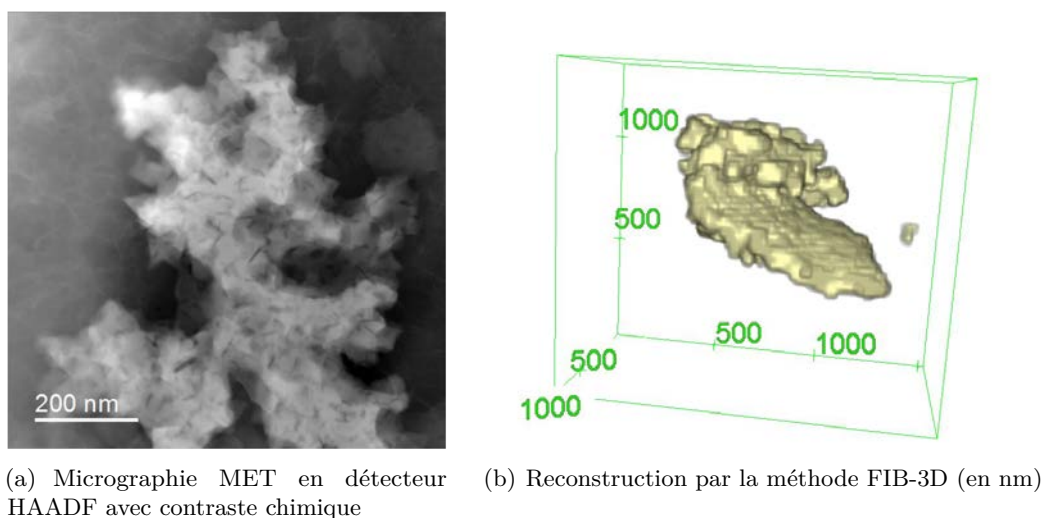 200 nm
1000
500
500
1000
500
1000
(a) Micrographie MET en détecteur
HAADF avec contraste chimique
(b) Reconstruction par la méthode FIB-3D (en nm)